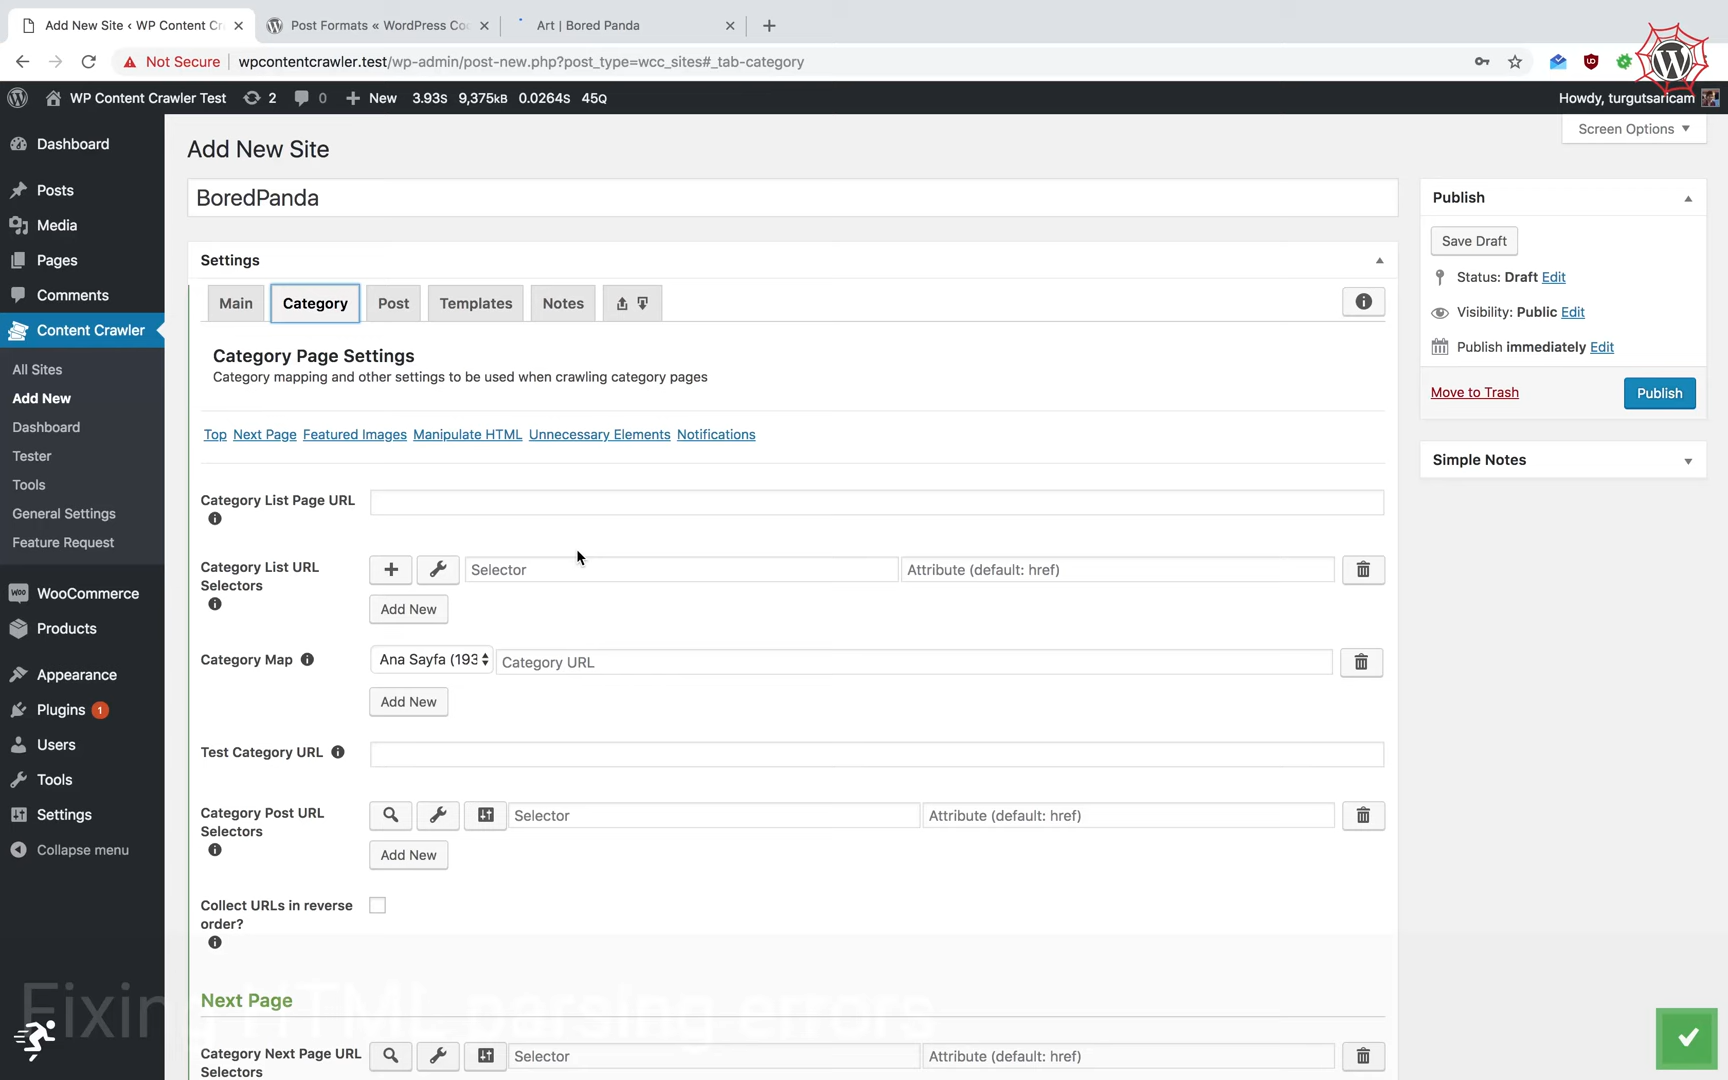 Add New Site ‹ WP Content Cr
Post Formats « WordPress Co
Art | Bored Panda
Not Secure
wpcontentcrawler.test/wp-admin/post-new.php?post_type=wcc_sites#_tab-category
WP Content Crawler Test
2
0
New
3.93s 9,375kB 0.0264s 45Q
Howdy, turgutsaricam
Screen Options
Dashboard
Posts
Media
Pages
Comments
Content Crawler
All Sites
Add New
Dashboard
Tester
Tools
General Settings
Feature Request
WooCommerce
Products
Appearance
Plugins 1
Users
Tools
Settings
Collapse menu
Add New Site
BoredPanda
Settings
Main
Category
Post
Templates
Notes
Category Page Settings
Category mapping and other settings to be used when crawling category pages
Top Next Page Featured Images Manipulate HTML Unnecessary Elements Notifications
Category List Page URL
Category List URL
Selectors
Selector
Attribute (default: href)
Add New
Category Map
Ana Sayfa (193
Category URL
Add New
Test Category URL
Category Post URL
Selectors
Selector
Attribute (default: href)
Add New
Collect URLs in reverse
order?
Next Page
Fixing HTML parsing errors
Category Next Page URL
Selectors
Selector
Attribute (default: href)
Publish
Save Draft
Status: Draft Edit
Visibility: Public Edit
Publish immediately Edit
Move to Trash
Publish
Simple Notes